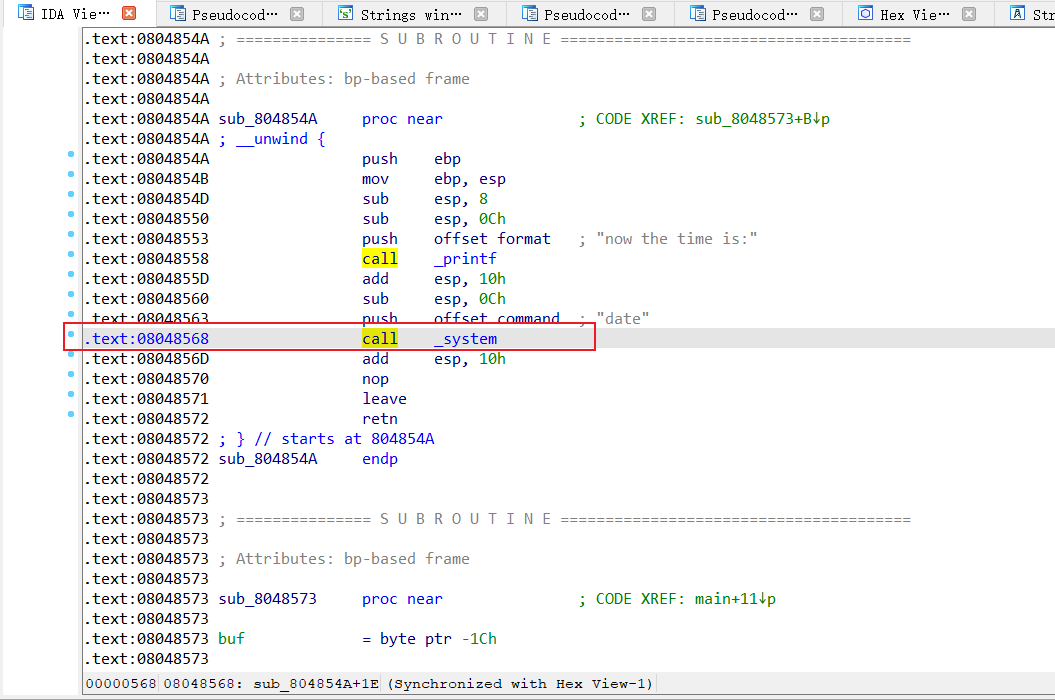 IDA Vie··· Pseudocod··· Strings win··· Pseudocod··· Pseudocod··· Hex Vie··· Str
.text:0804854A ; =============== S U B R O U T I N E =======================================
.text:0804854A
.text:0804854A ; Attributes: bp-based frame
.text:0804854A
.text:0804854A sub_804854A     proc near               ; CODE XREF: sub_8048573+B↓p
.text:0804854A ; __unwind {
.text:0804854A                 push    ebp
.text:0804854B                 mov     ebp, esp
.text:0804854D                 sub     esp, 8
.text:08048550                 sub     esp, 0Ch
.text:08048553                 push    offset format   ; "now the time is:"
.text:08048558                 call    _printf
.text:0804855D                 add     esp, 10h
.text:08048560                 sub     esp, 0Ch
.text:08048563                 push    offset command  ; "date"
.text:08048568                 call    _system
.text:0804856D                 add     esp, 10h
.text:08048570                 nop
.text:08048571                 leave
.text:08048572                 retn
.text:08048572 ; } // starts at 804854A
.text:08048572 sub_804854A     endp
.text:08048572
.text:08048573
.text:08048573 ; =============== S U B R O U T I N E =======================================
.text:08048573
.text:08048573 ; Attributes: bp-based frame
.text:08048573
.text:08048573 sub_8048573     proc near               ; CODE XREF: main+11↓p
.text:08048573
.text:08048573 buf             = byte ptr -1Ch
.text:08048573
00000568 08048568: sub_804854A+1E (Synchronized with Hex View-1)